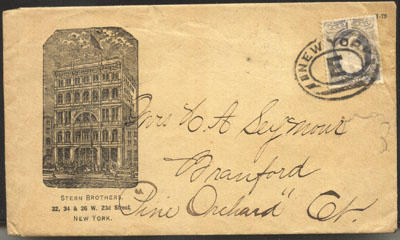 NEW YORK
E
Mrs C A Seymour
Branford
"Pine Orchard" Ct.
STERN BROTHERS,
32, 34 & 36 W. 23d Street,
NEW YORK.